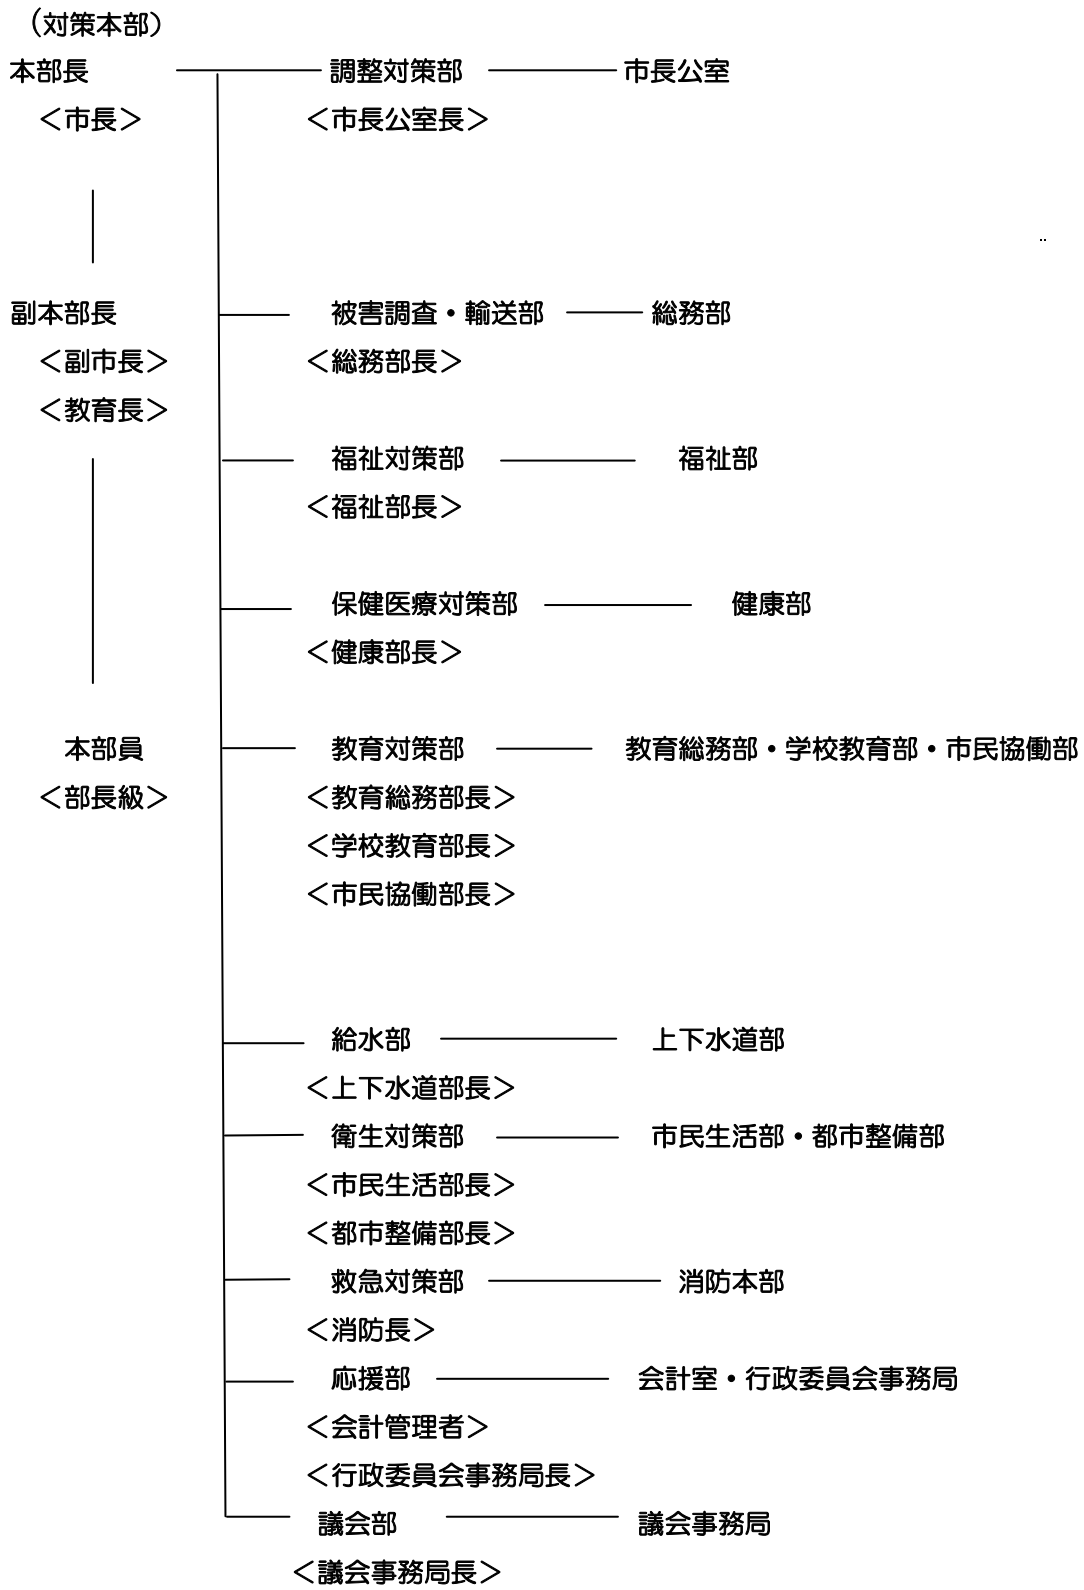 （対策本部）
本部長 調整対策部 市長公室
＜市長＞ ＜市長公室長＞
副本部長 被害調査・輸送部 総務部
＜副市長＞ ＜総務部長＞
＜教育長＞
福祉対策部 福祉部
＜福祉部長＞
保健医療対策部 健康部
＜健康部長＞
本部員 教育対策部 教育総務部・学校教育部・市民協働部
＜部長級＞ ＜教育総務部長＞
＜学校教育部長＞
＜市民協働部長＞
給水部 上下水道部
＜上下水道部長＞
衛生対策部 市民生活部・都市整備部
＜市民生活部長＞
＜都市整備部長＞
救急対策部 消防本部
＜消防長＞
応援部 会計室・行政委員会事務局
＜会計管理者＞
＜行政委員会事務局長＞
議会部 議会事務局
＜議会事務局長＞